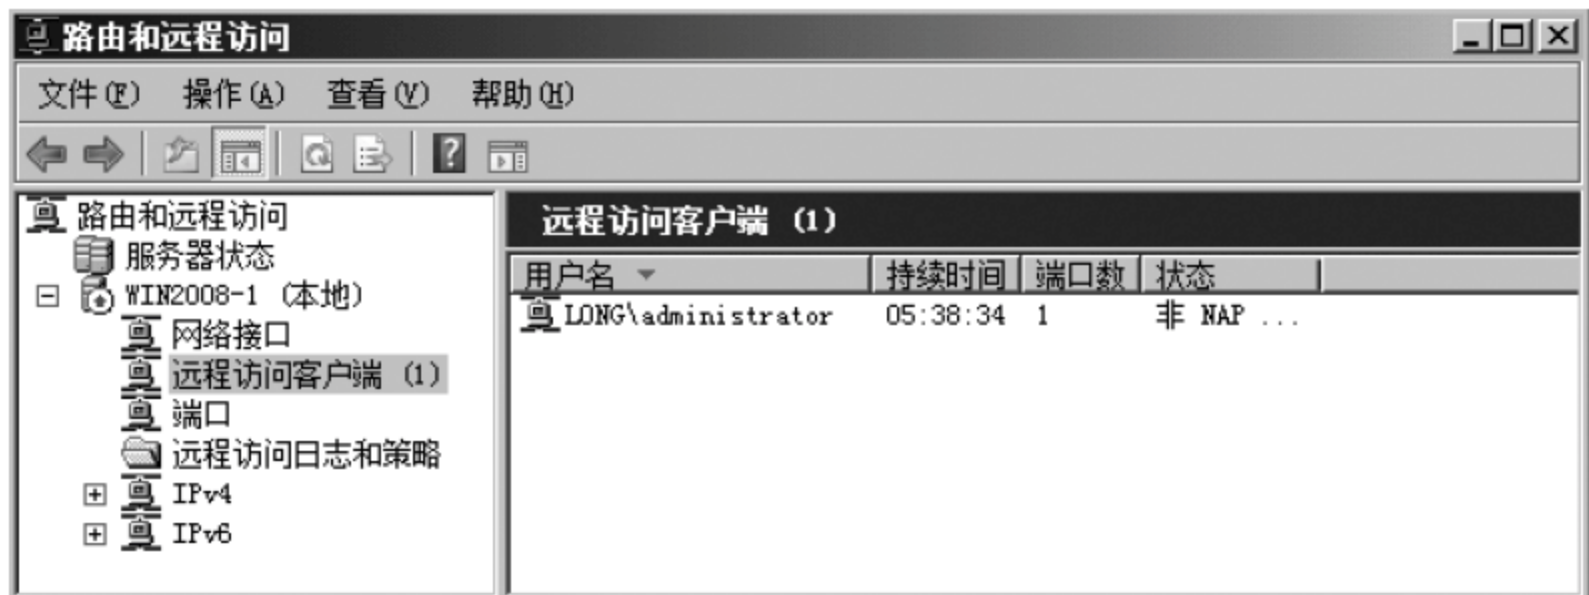 路由和远程访问
文件(F) 操作(A) 查看(V) 帮助(H)
路由和远程访问
服务器状态
WIN2008-1 (本地)
网络接口
远程访问客户端 (1)
端口
远程访问日志和策略
IPv4
IPv6
远程访问客户端 (1)
用户名 持续时间 端口数 状态
LONG\administrator 05:38:34 1 非 NAP ...